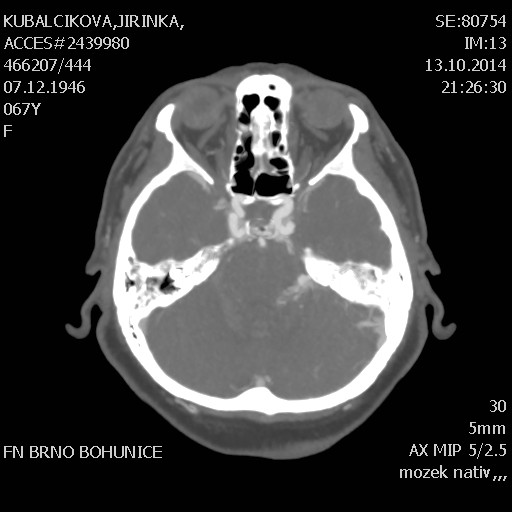 KUBALCIKOVA,JIRINKA,
ACCES#2439980
466207/444
07.12.1946
067Y
F
SE:80754
IM:13
13.10.2014
21:26:30
30
5mm
AX MIP 5/2.5
mozek nativ,,,
FN BRNO BOHUNICE